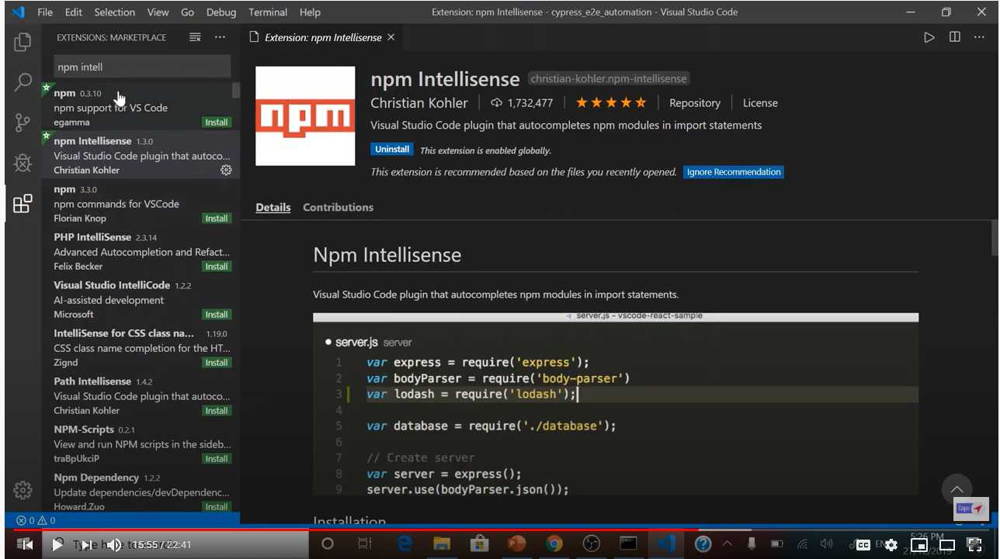 File Edit Selection View Go Debug Terminal Help
Extension: npm Intellisense - cypress_e2e_automation - Visual Studio Code
EXTENSIONS: MARKETPLACE
npm intell
npm 0.3.10
npm support for VS Code
egamma Install
npm Intellisense 1.3.0
Visual Studio Code plugin that autoco...
Christian Kohler
npm 3.3.0
npm commands for VSCode
Florian Knop Install
PHP IntelliSense 2.3.14
Advanced Autocompletion and Refact...
Felix Becker Install
Visual Studio IntelliCode 1.2.2
AI-assisted development
Microsoft Install
IntelliSense for CSS class na... 1.19.0
CSS class name completion for the HT...
Zignd Install
Path Intellisense 1.4.2
Visual Studio Code plugin that autoco...
Christian Kohler Install
NPM-Scripts 0.2.1
View and run NPM scripts in the sideb...
traBpUkciP Install
Npm Dependency 1.2.2
Update dependencies/devDependenc...
Howard.Zuo Install
Extension: npm Intellisense
npm
npm Intellisense christian-kohler.npm-intellisense
Christian Kohler 1,732,477 Repository License
Visual Studio Code plugin that autocompletes npm modules in import statements
Uninstall This extension is enabled globally.
This extension is recommended based on the files you recently opened. Ignore Recommendation
Details Contributions
Npm Intellisense
Visual Studio Code plugin that autocompletes npm modules in import statements.
server.js - vscode-react-sample
server.js server
1 var express = require('express');
2 var bodyParser = require('body-parser')
3 var lodash = require('lodash');
4
5 var database = require('./database');
6
7 // Create server
8 var server = express();
9 server.use(bodyParser.json());
Installation
0 0
15:55 / 22:41
5:26 PM
CC